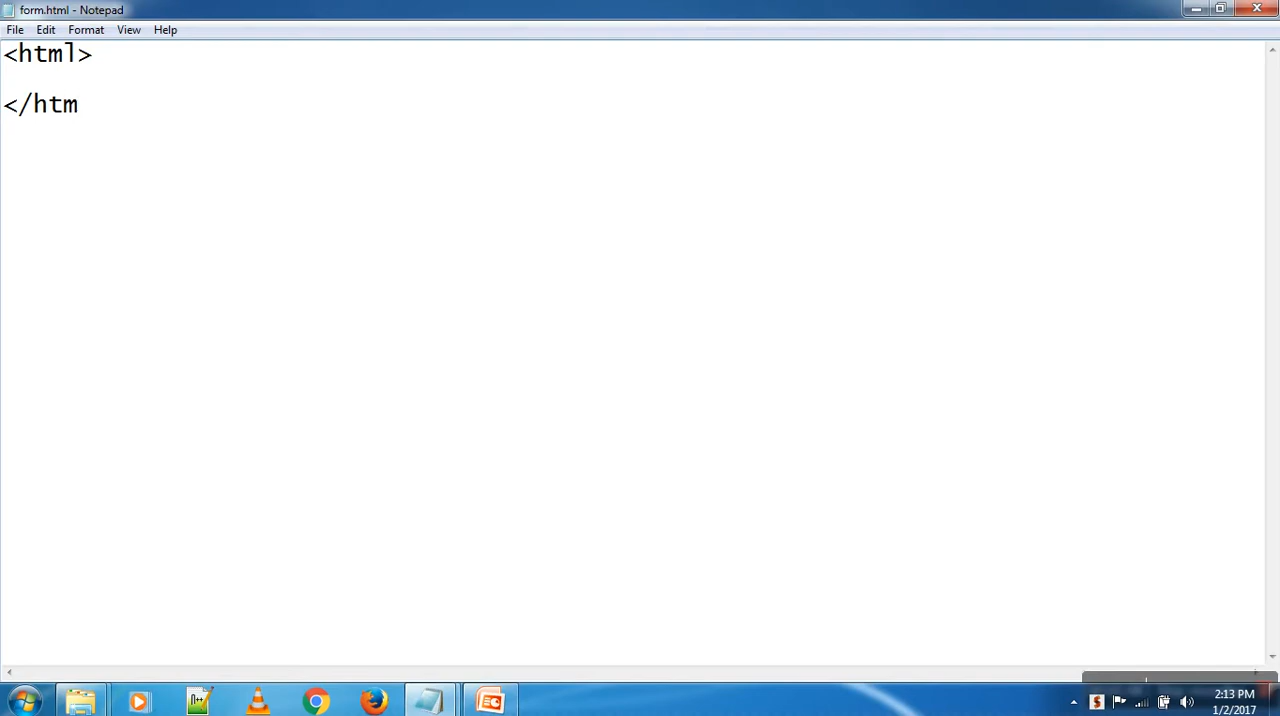 form.html - Notepad
File Edit Format View Help
<html>
</htm
2:13 PM
1/2/2017